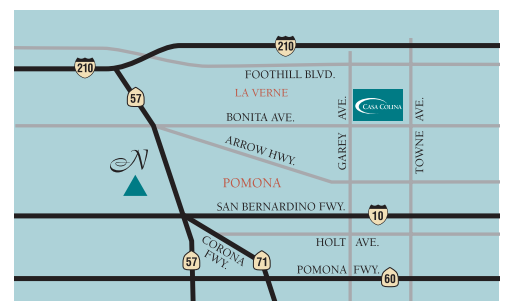 210
210
FOOTHILL BLVD.
57
LA VERNE
CASA COLINA
BONITA AVE.
GAREY AVE.
TOWNE AVE.
ARROW HWY.
N
POMONA
SAN BERNARDINO FWY.
10
HOLT AVE.
CORONA
FWY.
57
71
POMONA FWY.
60